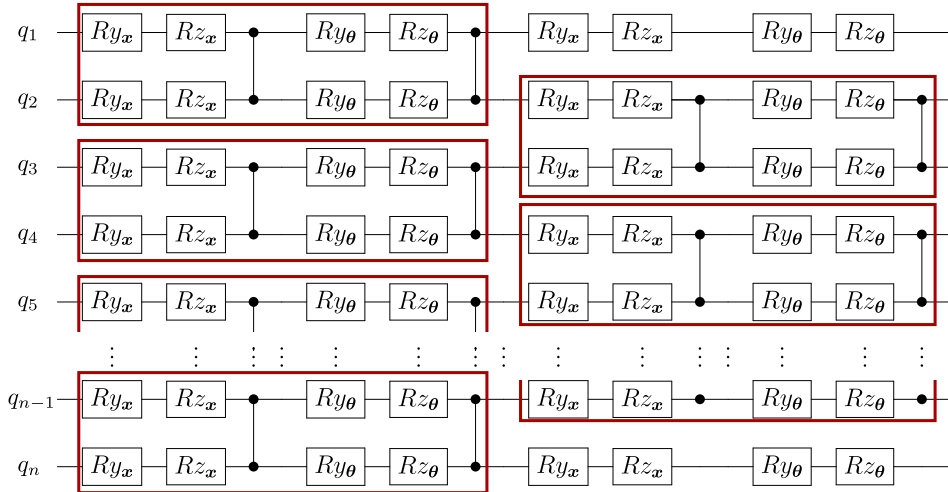 q₁ Ry𝒙 Rz𝒙 Ry𝜽 Rz𝜽 Ry𝒙 Rz𝒙 Ry𝜽 Rz𝜽
q₂ Ry𝒙 Rz𝒙 Ry𝜽 Rz𝜽 Ry𝒙 Rz𝒙 Ry𝜽 Rz𝜽
q₃ Ry𝒙 Rz𝒙 Ry𝜽 Rz𝜽 Ry𝒙 Rz𝒙 Ry𝜽 Rz𝜽
q₄ Ry𝒙 Rz𝒙 Ry𝜽 Rz𝜽 Ry𝒙 Rz𝒙 Ry𝜽 Rz𝜽
q₅ Ry𝒙 Rz𝒙 Ry𝜽 Rz𝜽 Ry𝒙 Rz𝒙 Ry𝜽 Rz𝜽
⋮ ⋮ ⋮ ⋮ ⋮ ⋮ ⋮ ⋮ ⋮ ⋮ ⋮ ⋮ ⋮ ⋮
qₙ₋₁ Ry𝒙 Rz𝒙 Ry𝜽 Rz𝜽 Ry𝒙 Rz𝒙 Ry𝜽 Rz𝜽
qₙ Ry𝒙 Rz𝒙 Ry𝜽 Rz𝜽 Ry𝒙 Rz𝒙 Ry𝜽 Rz𝜽